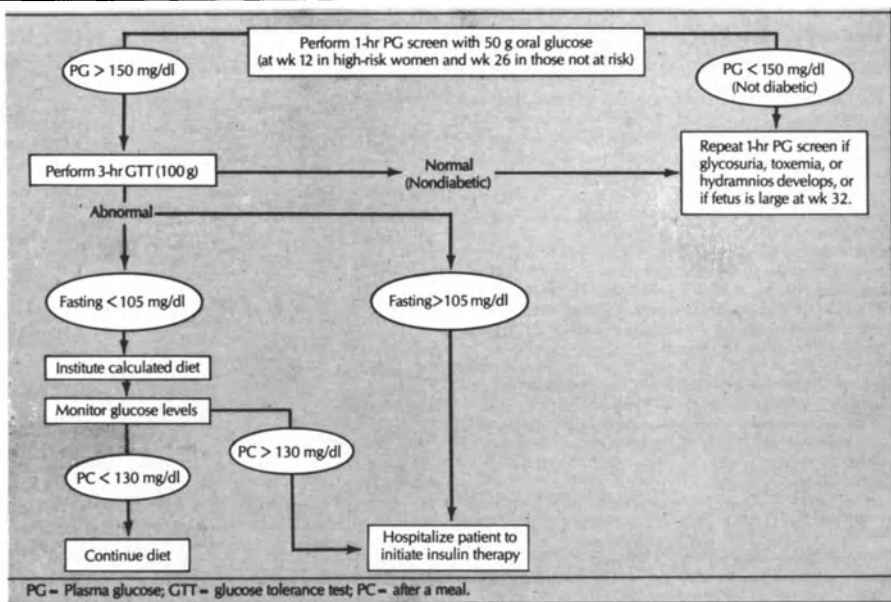 Perform 1-hr PG screen with 50 g oral glucose
(at wk 12 in high-risk women and wk 26 in those not at risk)
PG > 150 mg/dl
PG < 150 mg/dl
(Not diabetic)
Perform 3-hr GTT (100 g)
Normal
(Nondiabetic)
Repeat 1-hr PG screen if
glycosuria, toxemia, or
hydramnios develops, or
if fetus is large at wk 32.
Abnormal
Fasting < 105 mg/dl
Fasting > 105 mg/dl
Institute calculated diet
Monitor glucose levels
PC > 130 mg/dl
PC < 130 mg/dl
Continue diet
Hospitalize patient to
initiate insulin therapy
PG = Plasma glucose; GTT = glucose tolerance test; PC = after a meal.